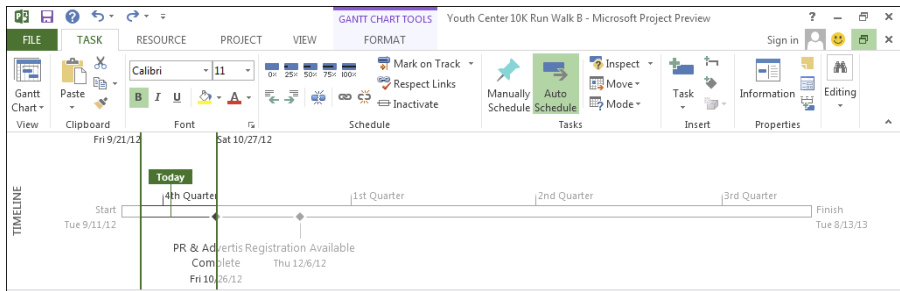 GANTT CHART TOOLS Youth Center 10K Run Walk B - Microsoft Project Preview ?
FILE TASK RESOURCE PROJECT VIEW FORMAT Sign in
Calibri 11 0× 25× 50× 75× 100× Mark on Track Inspect
Respect Links Move
Gantt Chart Paste B I U A Inactivate Manually Schedule Auto Schedule Mode Task Information Editing
View Clipboard Font Schedule Tasks Insert Properties
Fri 9/21/12 Sat 10/27/12
Today
4th Quarter 1st Quarter 2nd Quarter 3rd Quarter
TIMELINE
Start Finish
Tue 9/11/12 Tue 8/13/13
PR & Advertis Registration Available
Complete Thu 12/6/12
Fri 10/26/12